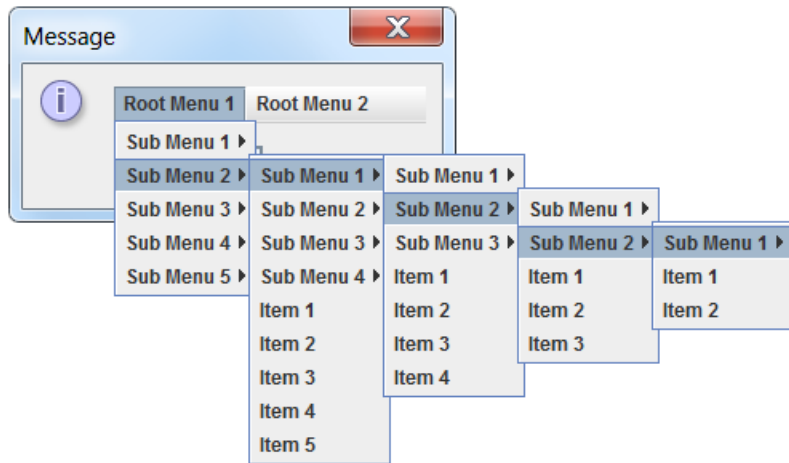 Message
Root Menu 1 Root Menu 2
Sub Menu 1
Sub Menu 2
Sub Menu 3
Sub Menu 4
Sub Menu 5
Sub Menu 1
Sub Menu 2
Sub Menu 3
Sub Menu 4
Item 1
Item 2
Item 3
Item 4
Item 5
Sub Menu 1
Sub Menu 2
Sub Menu 3
Item 1
Item 2
Item 3
Item 4
Sub Menu 1
Sub Menu 2
Item 1
Item 2
Item 3
Sub Menu 1
Item 1
Item 2